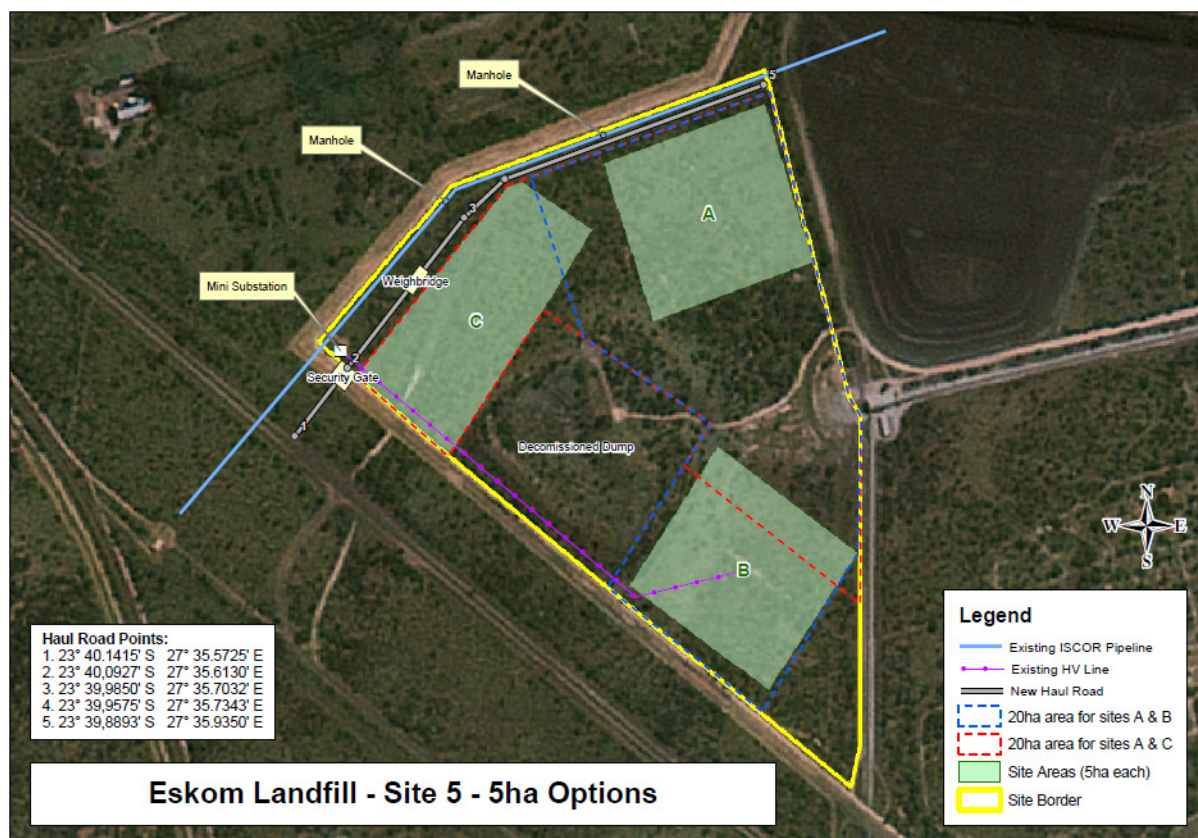 Manhole
5
Manhole
A
3
Weighbridge
Mini Substation
C
2
Security Gate
1
Decomissioned Dump
N
W E
S
B
Haul Road Points:
1. 23° 40.1415' S 27° 35.5725' E
2. 23° 40,0927' S 27° 35.6130' E
3. 23° 39,9850' S 27° 35.7032' E
4. 23° 39,9575' S 27° 35.7343' E
5. 23° 39,8893' S 27° 35.9350' E
Eskom Landfill - Site 5 - 5ha Options
Legend
Existing ISCOR Pipeline
Existing HV Line
New Haul Road
20ha area for sites A & B
20ha area for sites A & C
Site Areas (5ha each)
Site Border